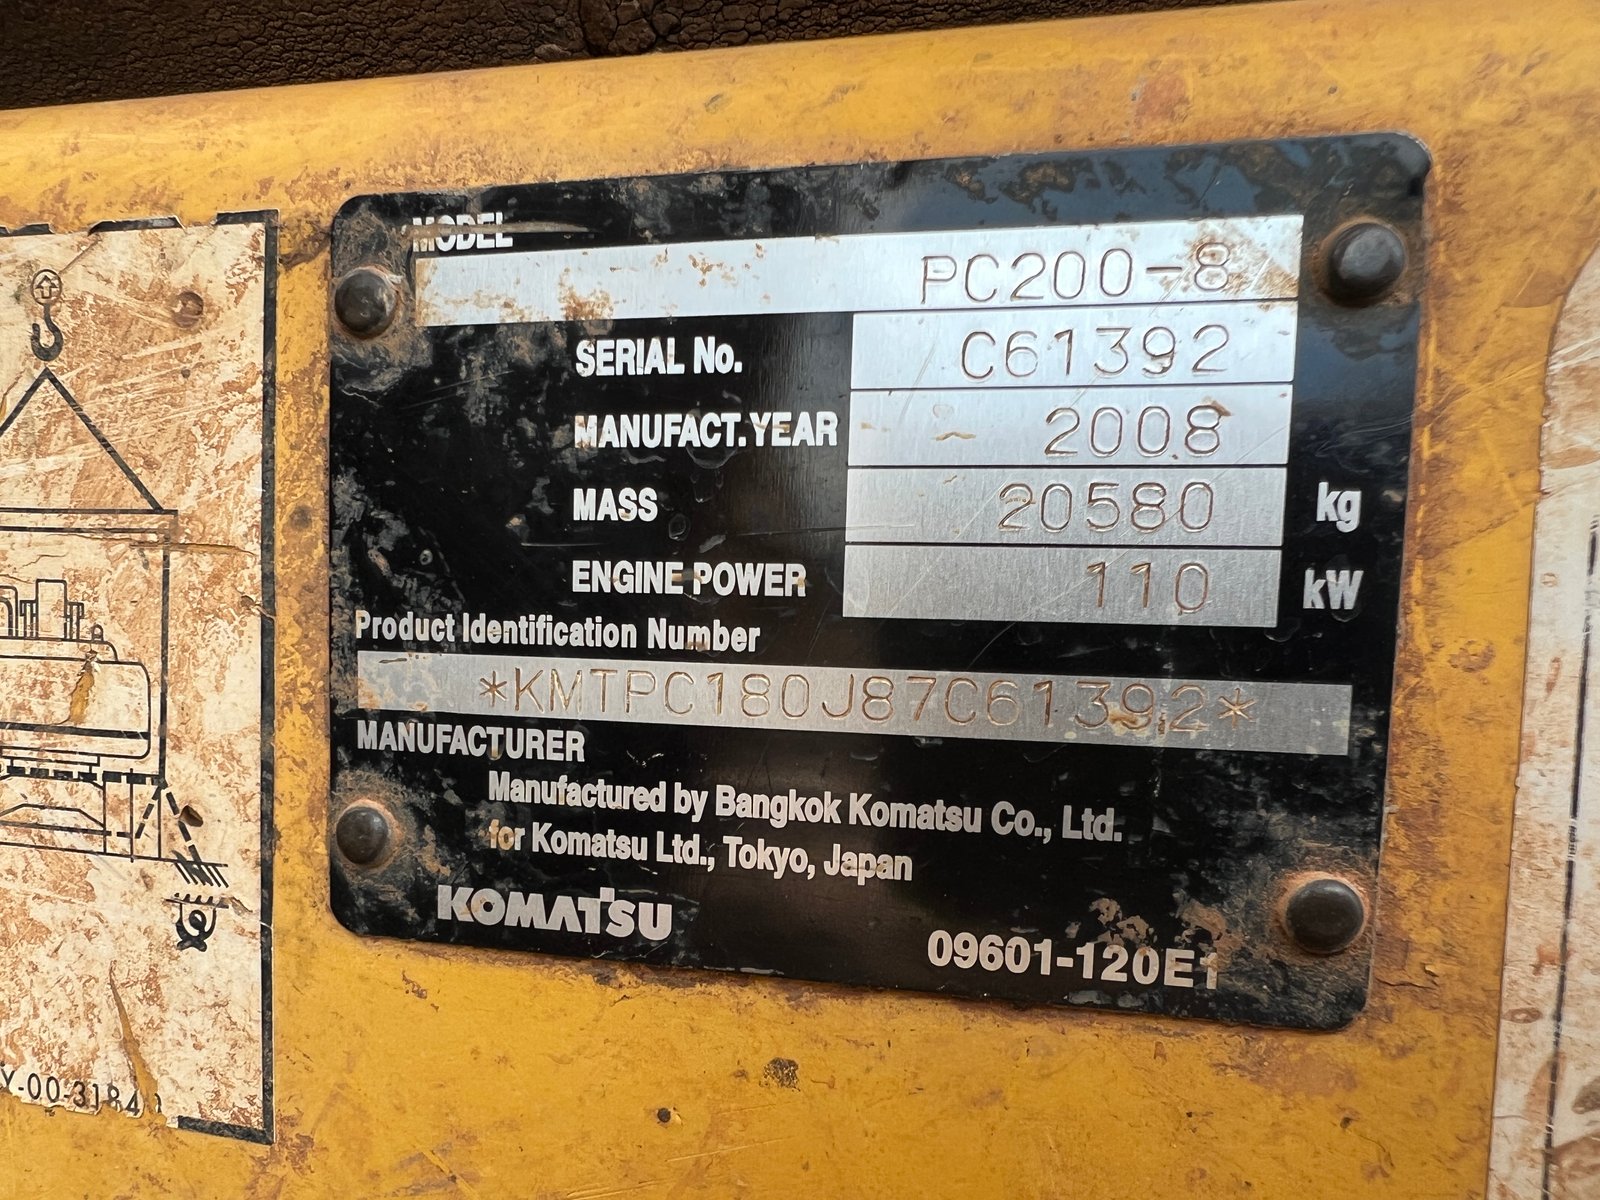 MODEL
PC200-8
SERIAL No. C61392
MANUFACT.YEAR 2008
MASS 20580 kg
ENGINE POWER 110 kW
Product Identification Number
*KMTPC180J87C61392*
MANUFACTURER
Manufactured by Bangkok Komatsu Co., Ltd.
for Komatsu Ltd., Tokyo, Japan
KOMATSU
09601-120E1